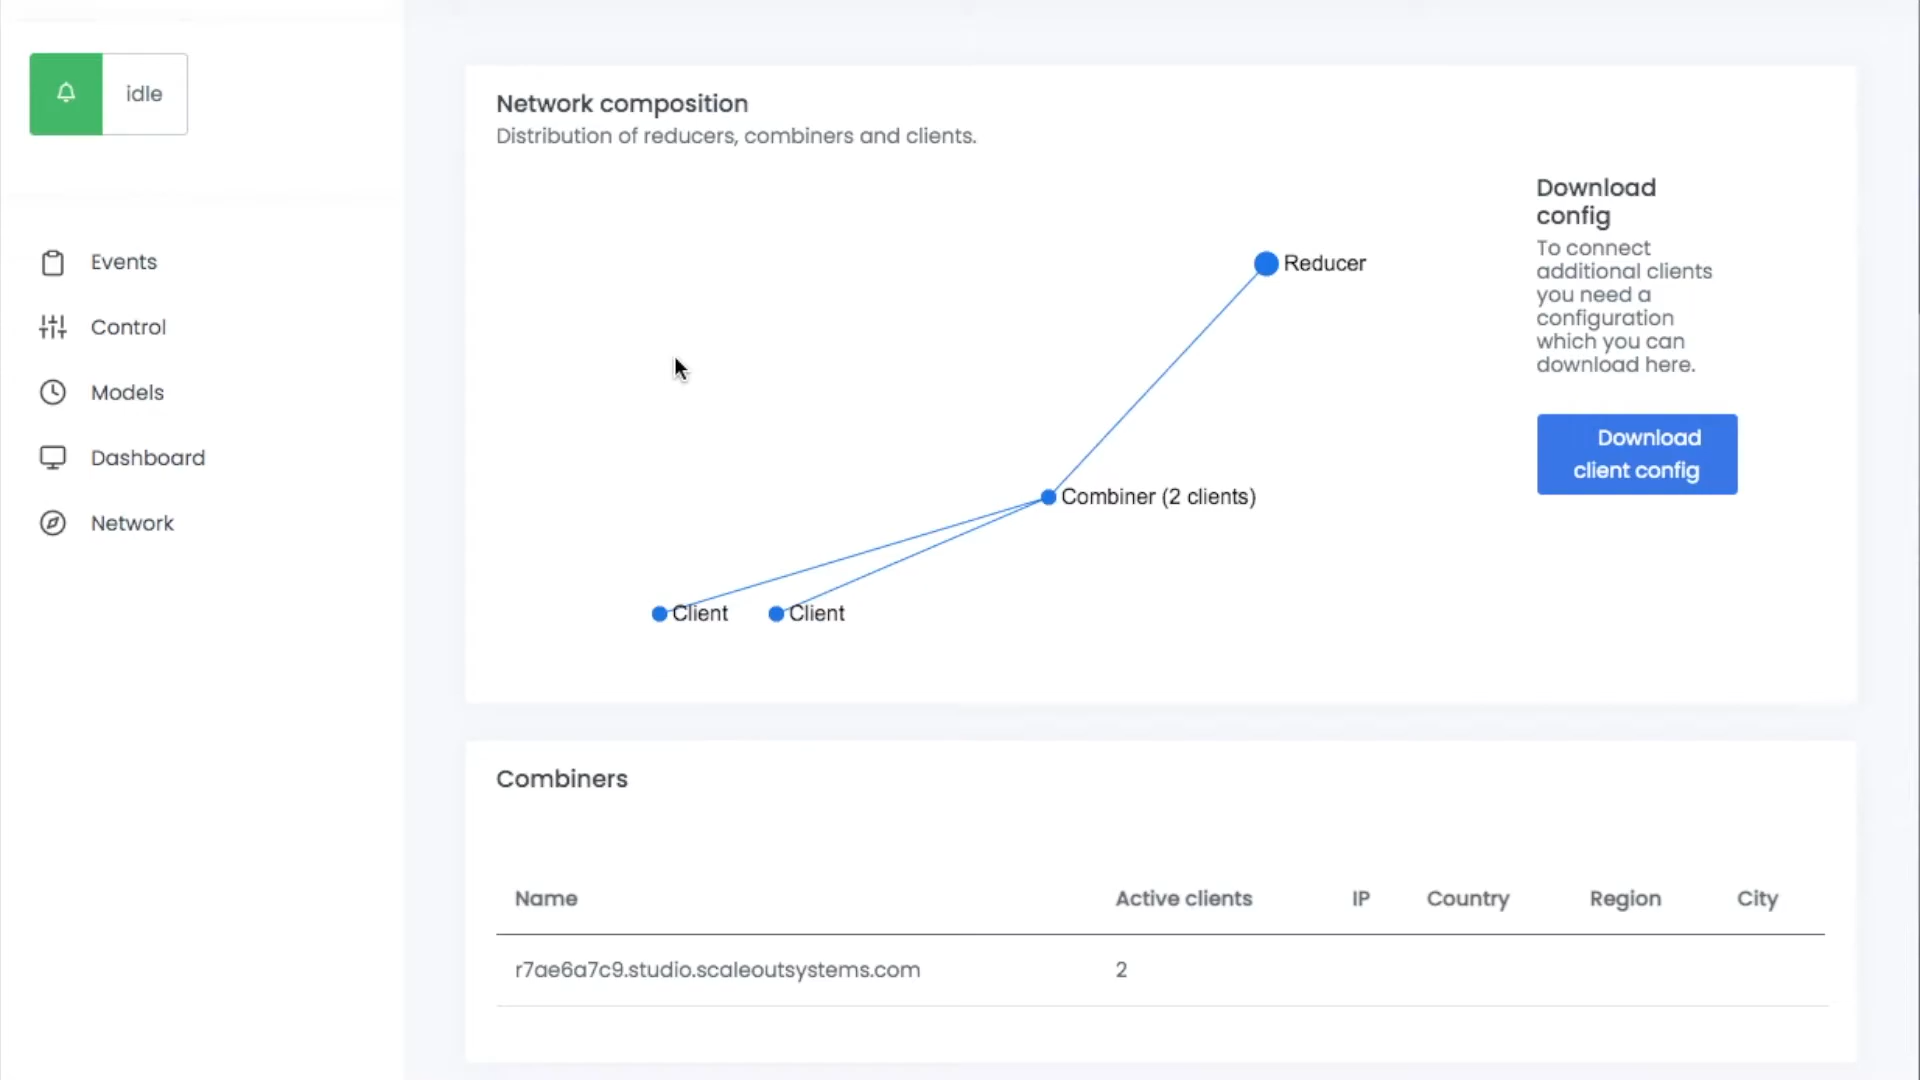 idle
Events
Control
Models
Dashboard
Network
Network composition
Distribution of reducers, combiners and clients.
Reducer
Combiner (2 clients)
Client
Client
Download
config
To connect
additional clients
you need a
configuration
which you can
download here.
Download
client config
Combiners
Name Active clients IP Country Region City
r7ae6a7c9.studio.scaleoutsystems.com 2